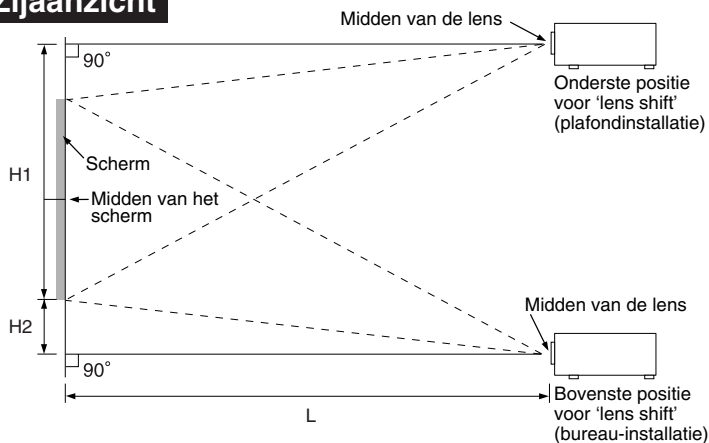 Zijaanzicht
Midden van de lens
90°
Onderste positie
voor ‘lens shift’
(plafondinstallatie)
Scherm
H1
Midden van het
scherm
H2
Midden van de lens
90°
L
Bovenste positie
voor ‘lens shift’
(bureau-installatie)